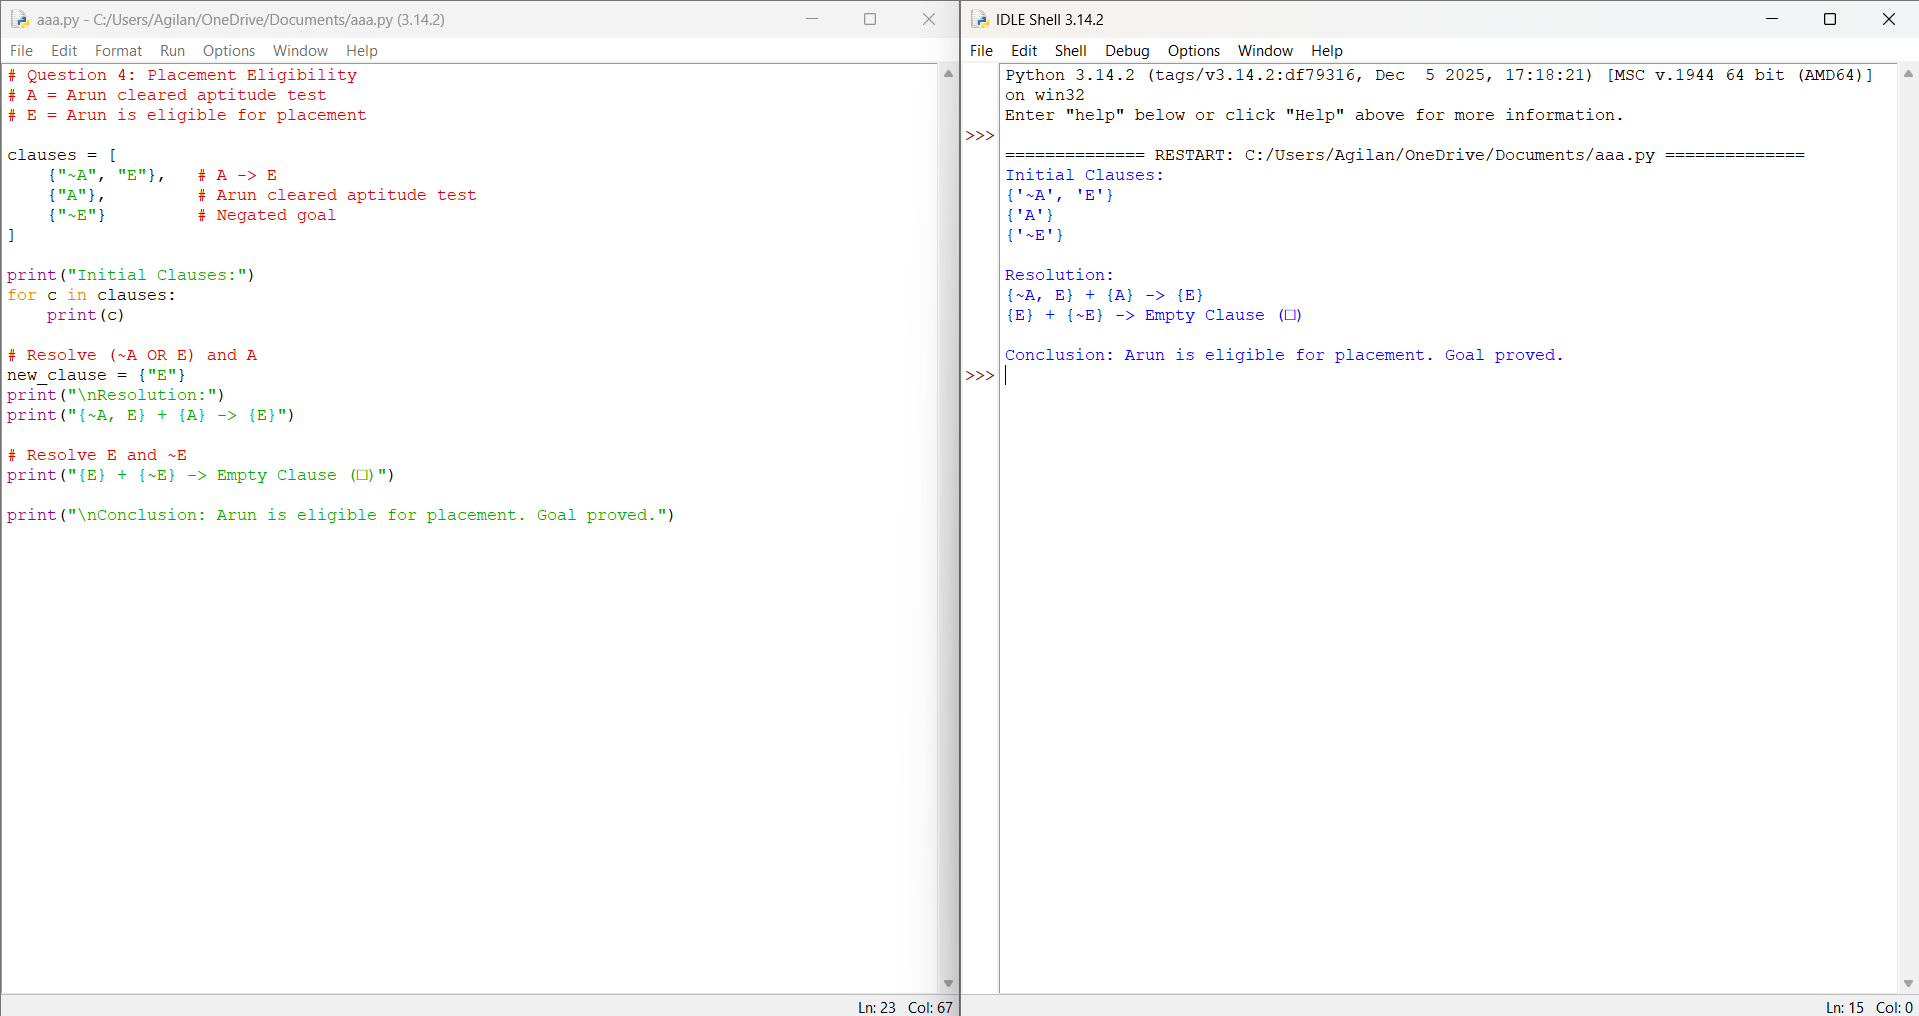 aaa.py - C:/Users/Agilan/OneDrive/Documents/aaa.py (3.14.2)
File Edit Format Run Options Window Help
# Question 4: Placement Eligibility
# A = Arun cleared aptitude test
# E = Arun is eligible for placement

clauses = [
    {"~A", "E"},   # A -> E
    {"A"},         # Arun cleared aptitude test
    {"~E"}         # Negated goal
]

print("Initial Clauses:")
for c in clauses:
    print(c)

# Resolve (~A OR E) and A
new_clause = {"E"}
print("\nResolution:")
print("{~A, E} + {A} -> {E}")

# Resolve E and ~E
print("{E} + {~E} -> Empty Clause (□)")

print("\nConclusion: Arun is eligible for placement. Goal proved.")
Ln: 23 Col: 67
IDLE Shell 3.14.2
File Edit Shell Debug Options Window Help
Python 3.14.2 (tags/v3.14.2:df79316, Dec  5 2025, 17:18:21) [MSC v.1944 64 bit (AMD64)]
on win32
Enter "help" below or click "Help" above for more information.
>>>
============== RESTART: C:/Users/Agilan/OneDrive/Documents/aaa.py ==============
Initial Clauses:
{'~A', 'E'}
{'A'}
{'~E'}

Resolution:
{~A, E} + {A} -> {E}
{E} + {~E} -> Empty Clause (□)

Conclusion: Arun is eligible for placement. Goal proved.
>>>
Ln: 15 Col: 0